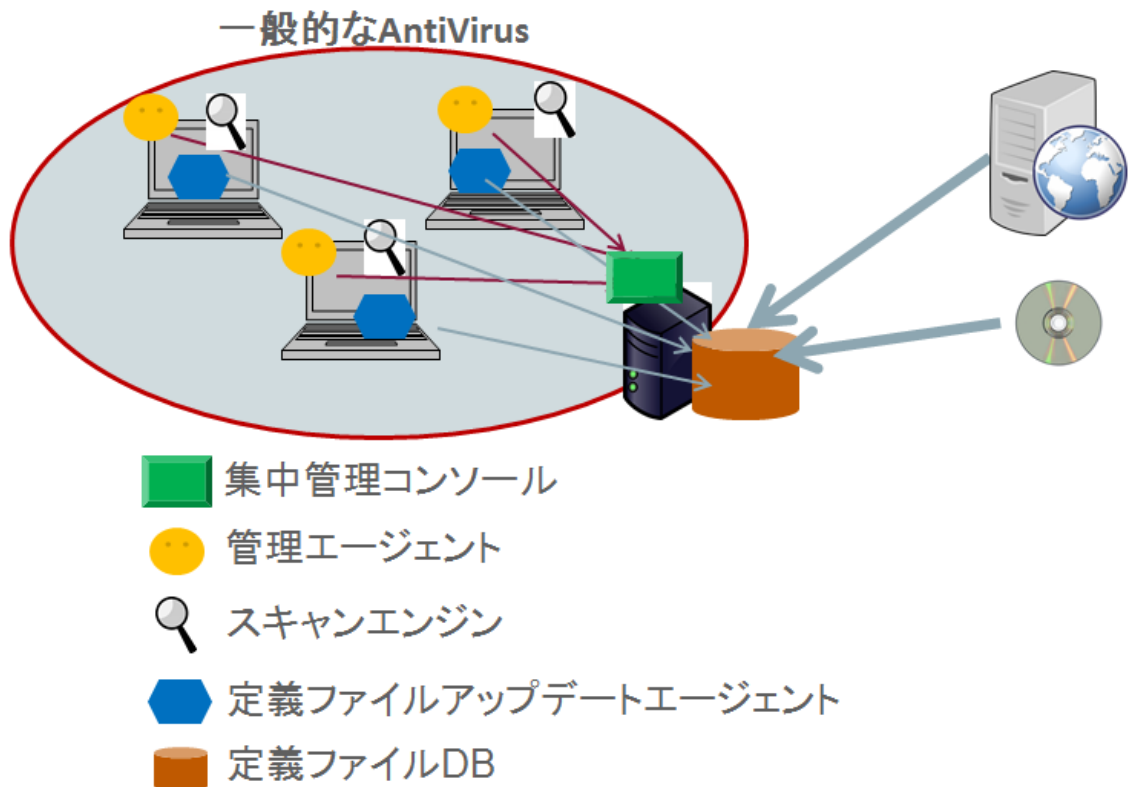 一般的なAntiVirus
集中管理コンソール
管理エージェント
スキャンエンジン
定義ファイルアップデートエージェント
定義ファイルDB